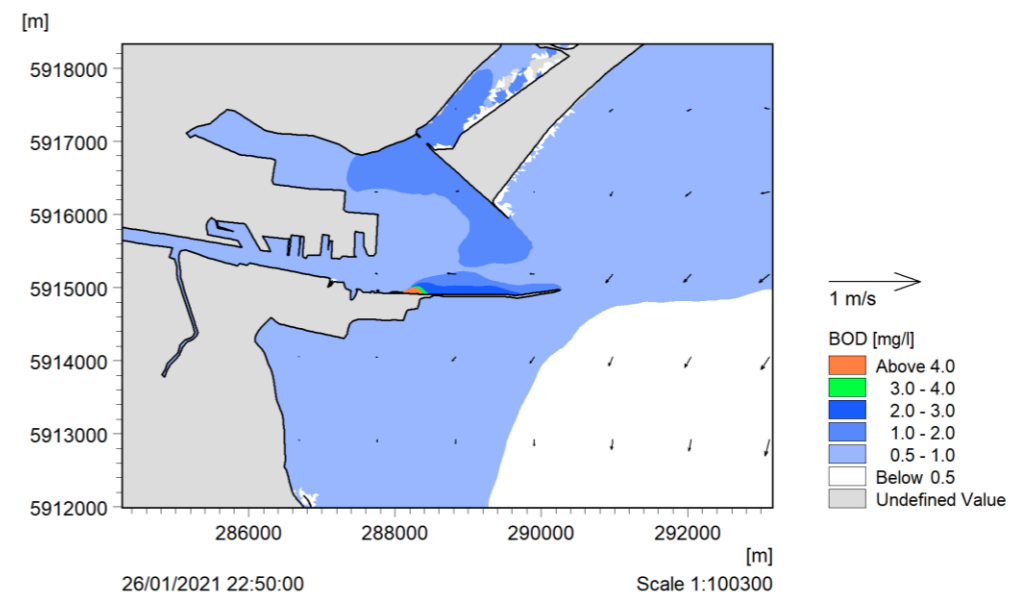 [m]
5918000
5917000
5916000
5915000
5914000
5913000
5912000
286000 288000 290000 292000
[m]
26/01/2021 22:50:00 Scale 1:100300
1 m/s
BOD [mg/l]
Above 4.0
3.0 - 4.0
2.0 - 3.0
1.0 - 2.0
0.5 - 1.0
Below 0.5
Undefined Value